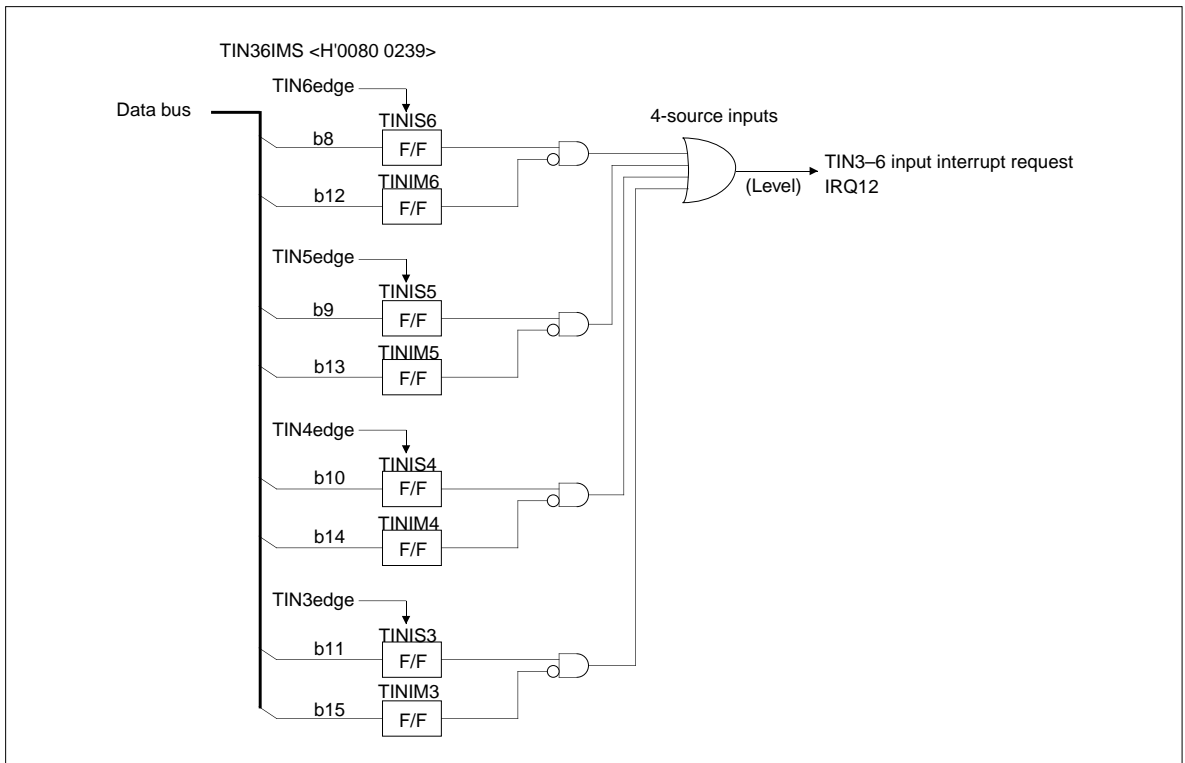 TIN36IMS <H'0080 0239>
TIN6edge
Data bus
TINIS6
4-source inputs
b8
F/F
TIN3–6 input interrupt request
(Level)
IRQ12
TINIM6
b12
F/F
TIN5edge
TINIS5
b9
F/F
TINIM5
b13
F/F
TIN4edge
TINIS4
b10
F/F
TINIM4
b14
F/F
TIN3edge
TINIS3
b11
F/F
TINIM3
b15
F/F